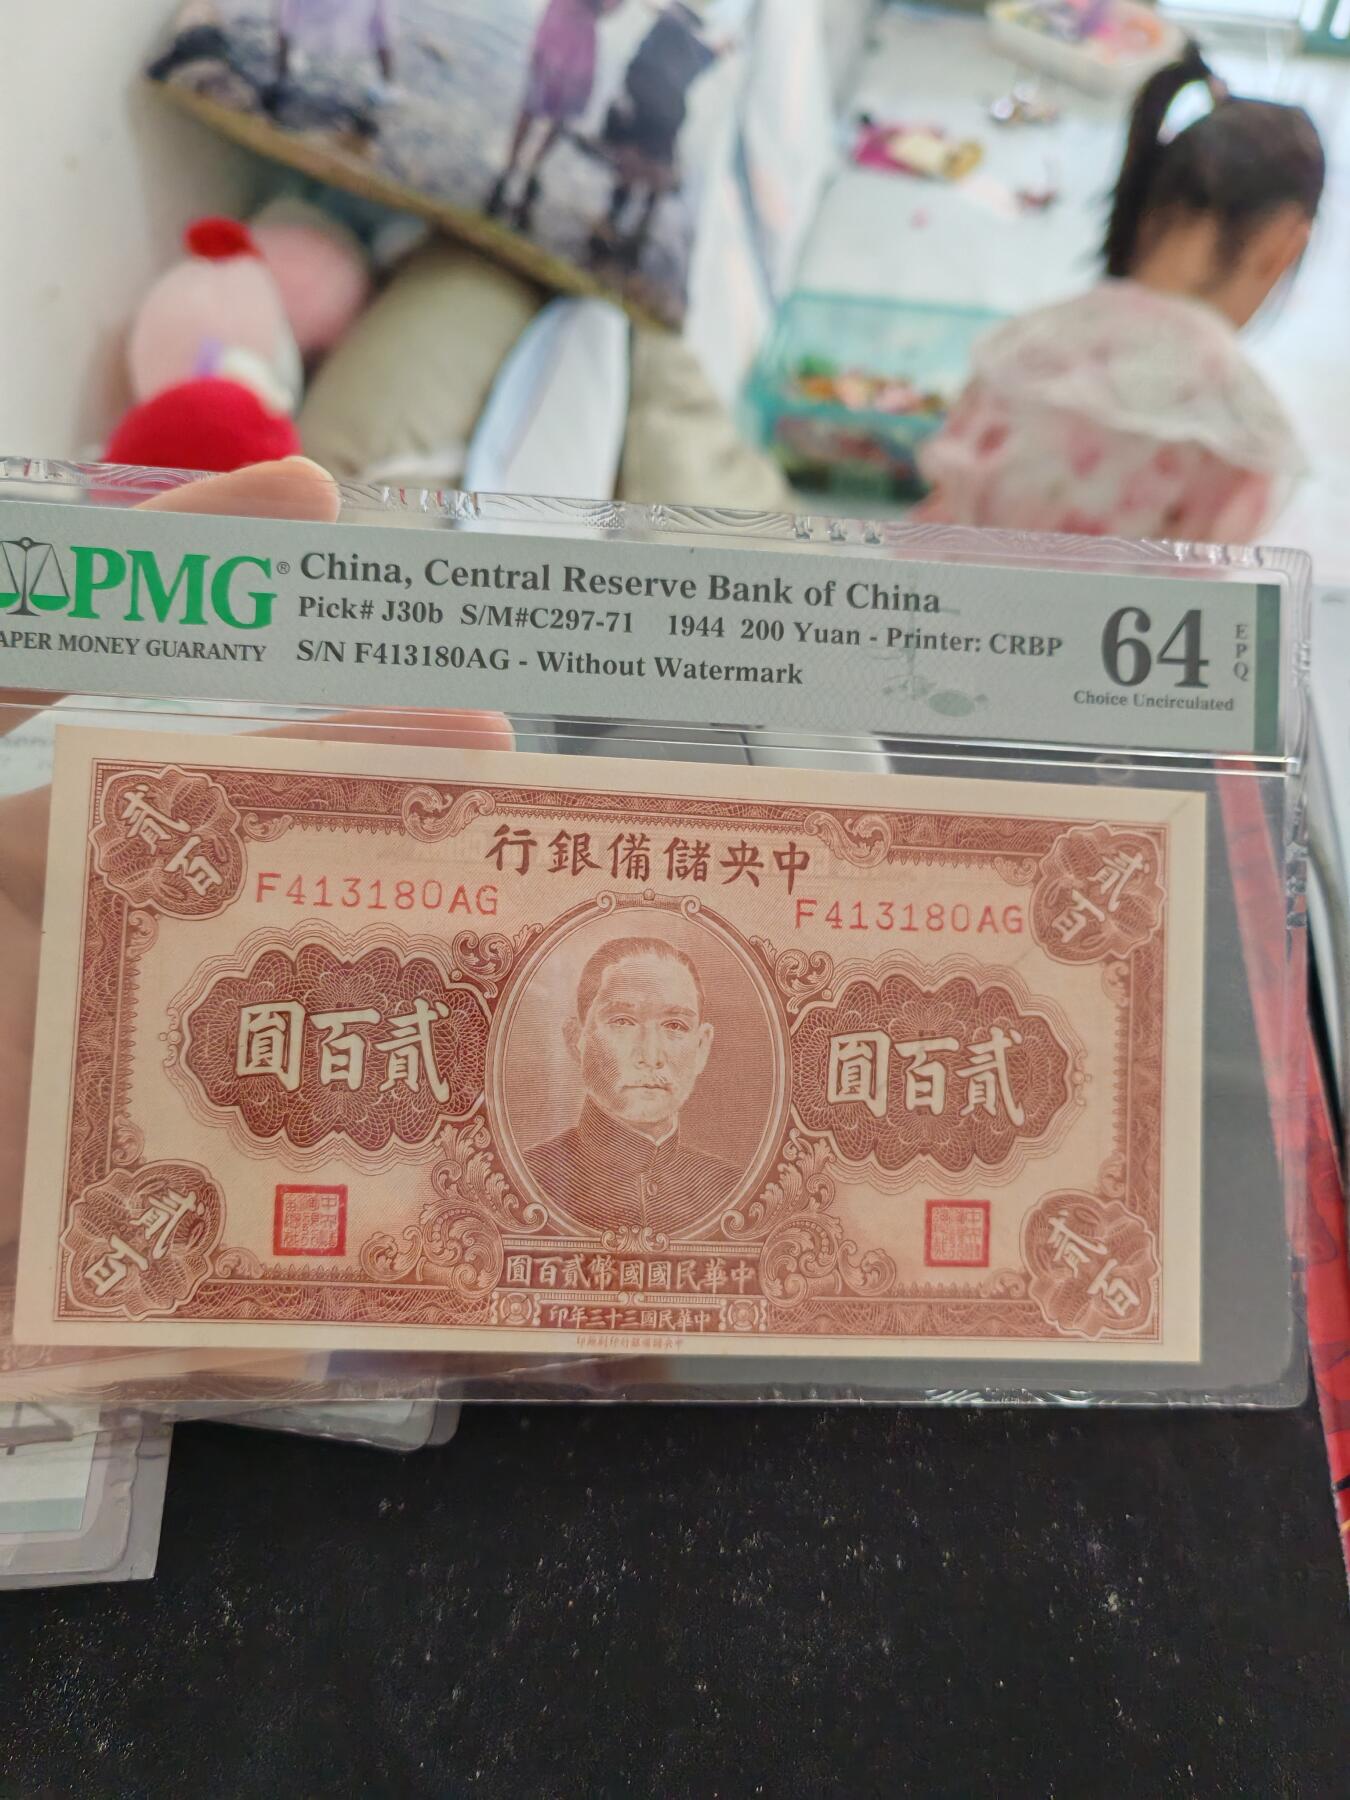 PMG®
APER MONEY GUARANTY
China, Central Reserve Bank of China
Pick# J30b S/M#C297-71 1944 200 Yuan - Printer: CRBP
S/N F413180AG - Without Watermark
64
EPQ
Choice Uncirculated
貳百
行銀備儲央中
貳百
F413180AG
F413180AG
圓百貳
圓百貳
貳百
圓百貳幣國國民華中
印年三十三國民華中
貳百